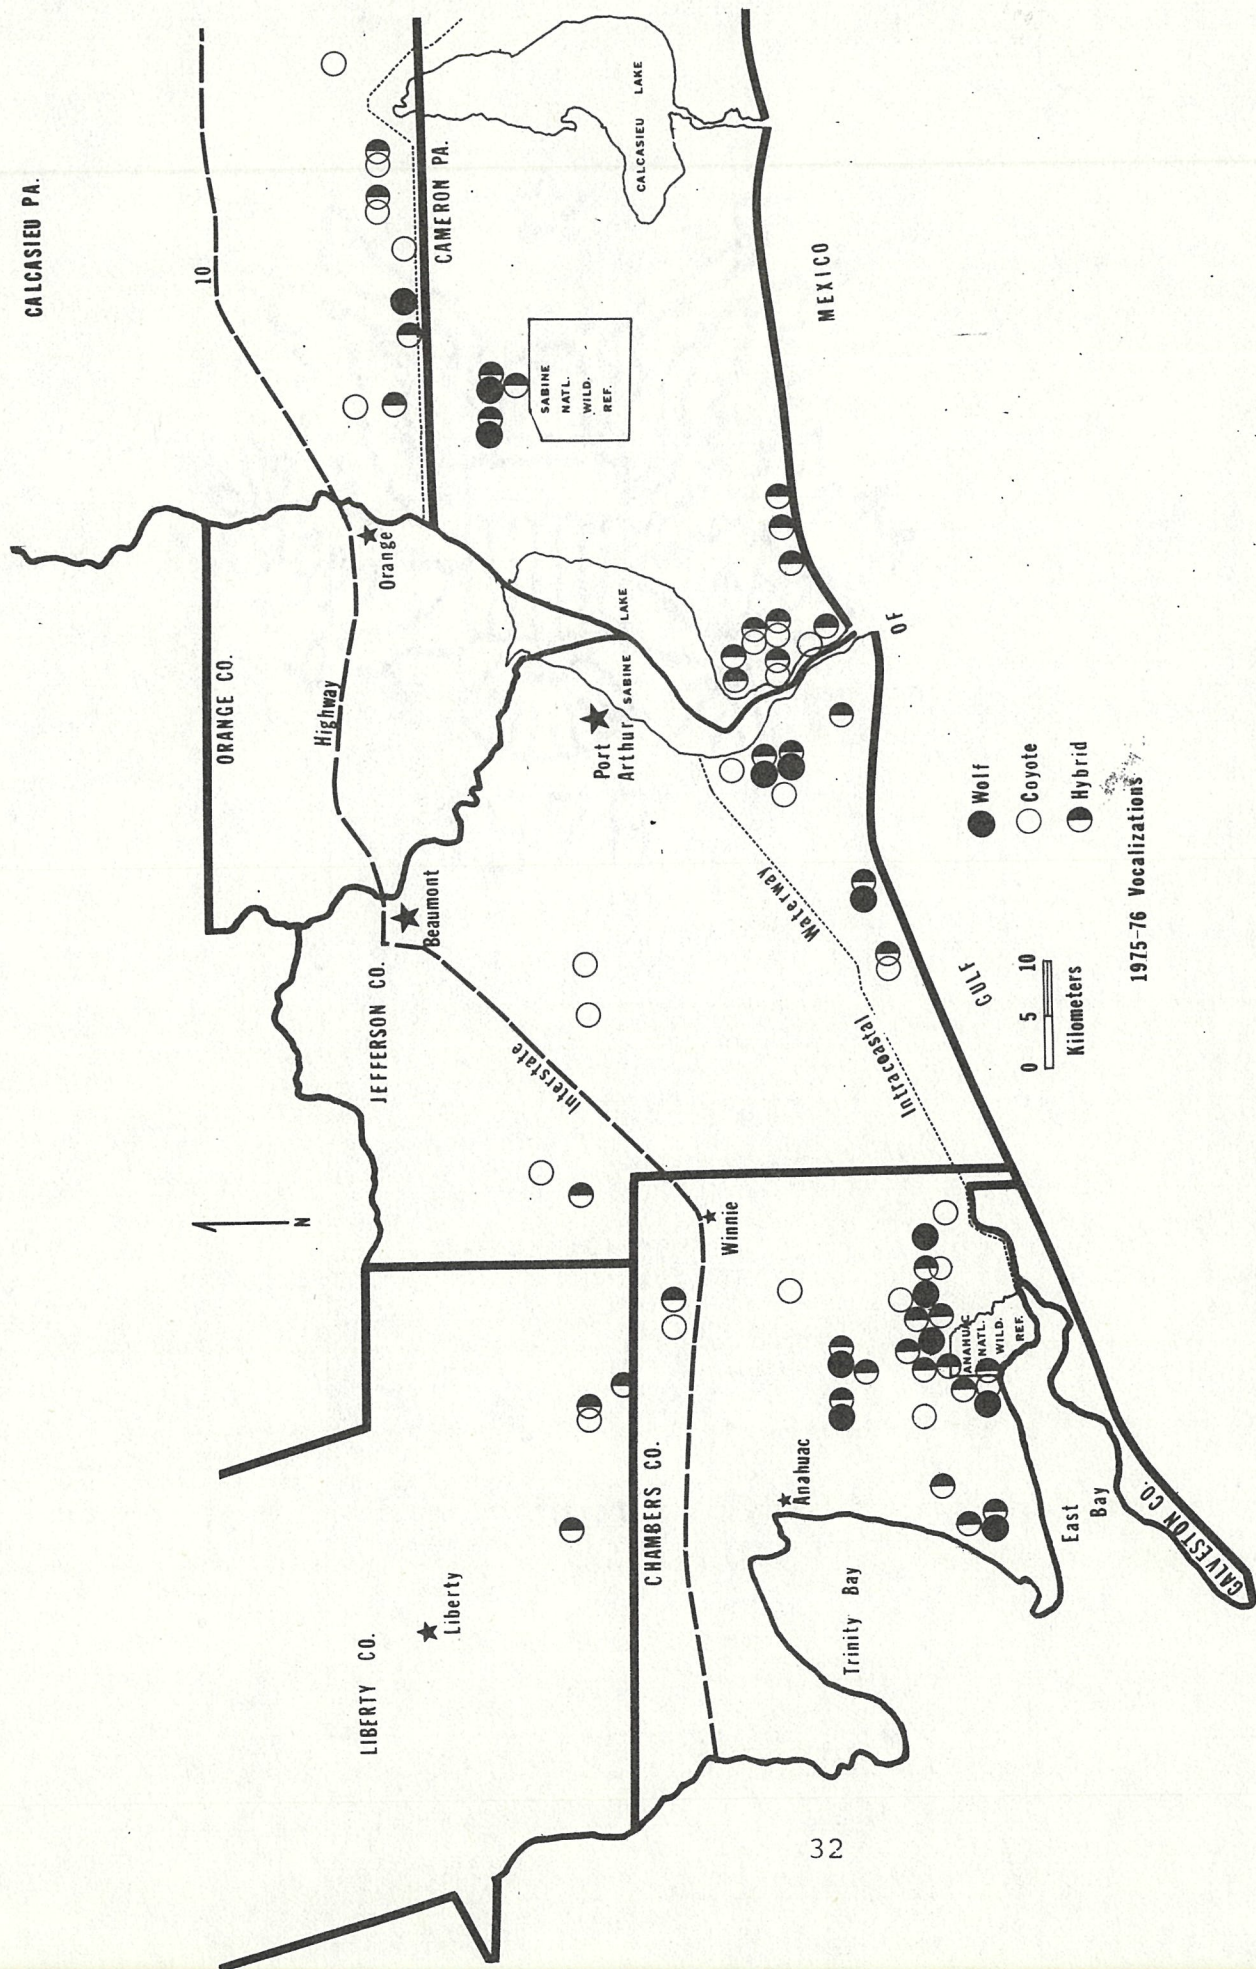 CALCASIEU PA.
10
ORANGE CO.
Highway
Orange
CAMERON PA.
CALCASIEU LAKE
SABINE
NATL.
WILD.
REF.
LIBERTY CO.
Liberty
JEFFERSON CO.
Beaumont
Interstate
N
Port
Arthur
SABINE LAKE
CHAMBERS CO.
Winnie
Waterway
Intracoastal
Anahuac
ANAHUAC
NATL.
WILD.
REF.
Trinity Bay
East
Bay
GALVESTON CO.
GULF
OF
MEXICO
0 5 10
Kilometers
Wolf
Coyote
Hybrid
1975-76 Vocalizations
32